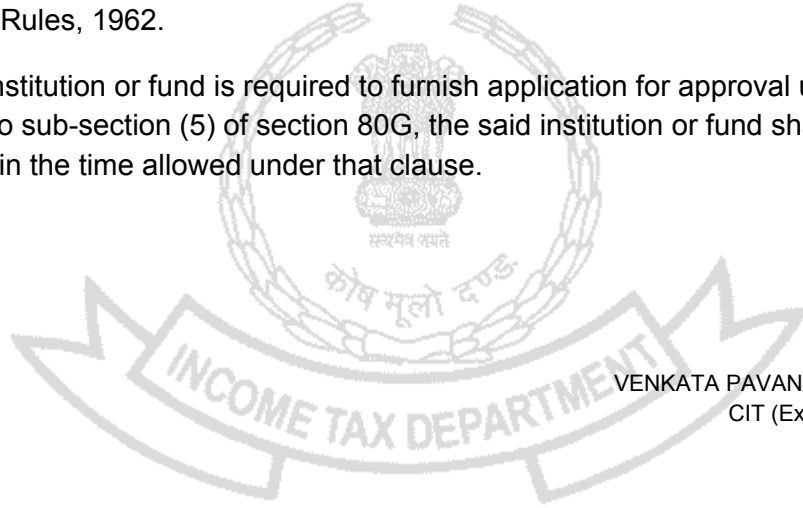 Rules, 1962.
nstitution or fund is required to furnish application for approval u
o sub-section (5) of section 80G, the said institution or fund sh
in the time allowed under that clause.
सत्यमेव जयते
कोष मूलो दण्डः
INCOME TAX DEPARTMENT
VENKATA PAVAN
CIT (Ex